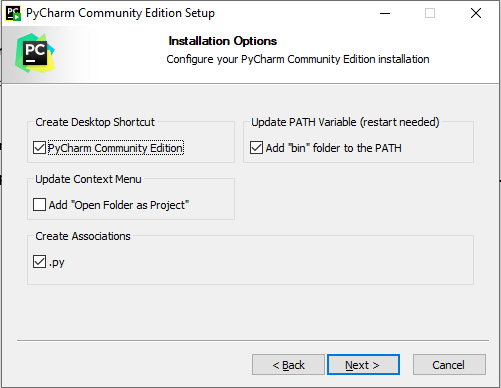 PyCharm Community Edition Setup
PC
Installation Options
Configure your PyCharm Community Edition installation
Create Desktop Shortcut
PyCharm Community Edition
Update PATH Variable (restart needed)
Add "bin" folder to the PATH
Update Context Menu
Add "Open Folder as Project"
Create Associations
.py
< Back
Next >
Cancel